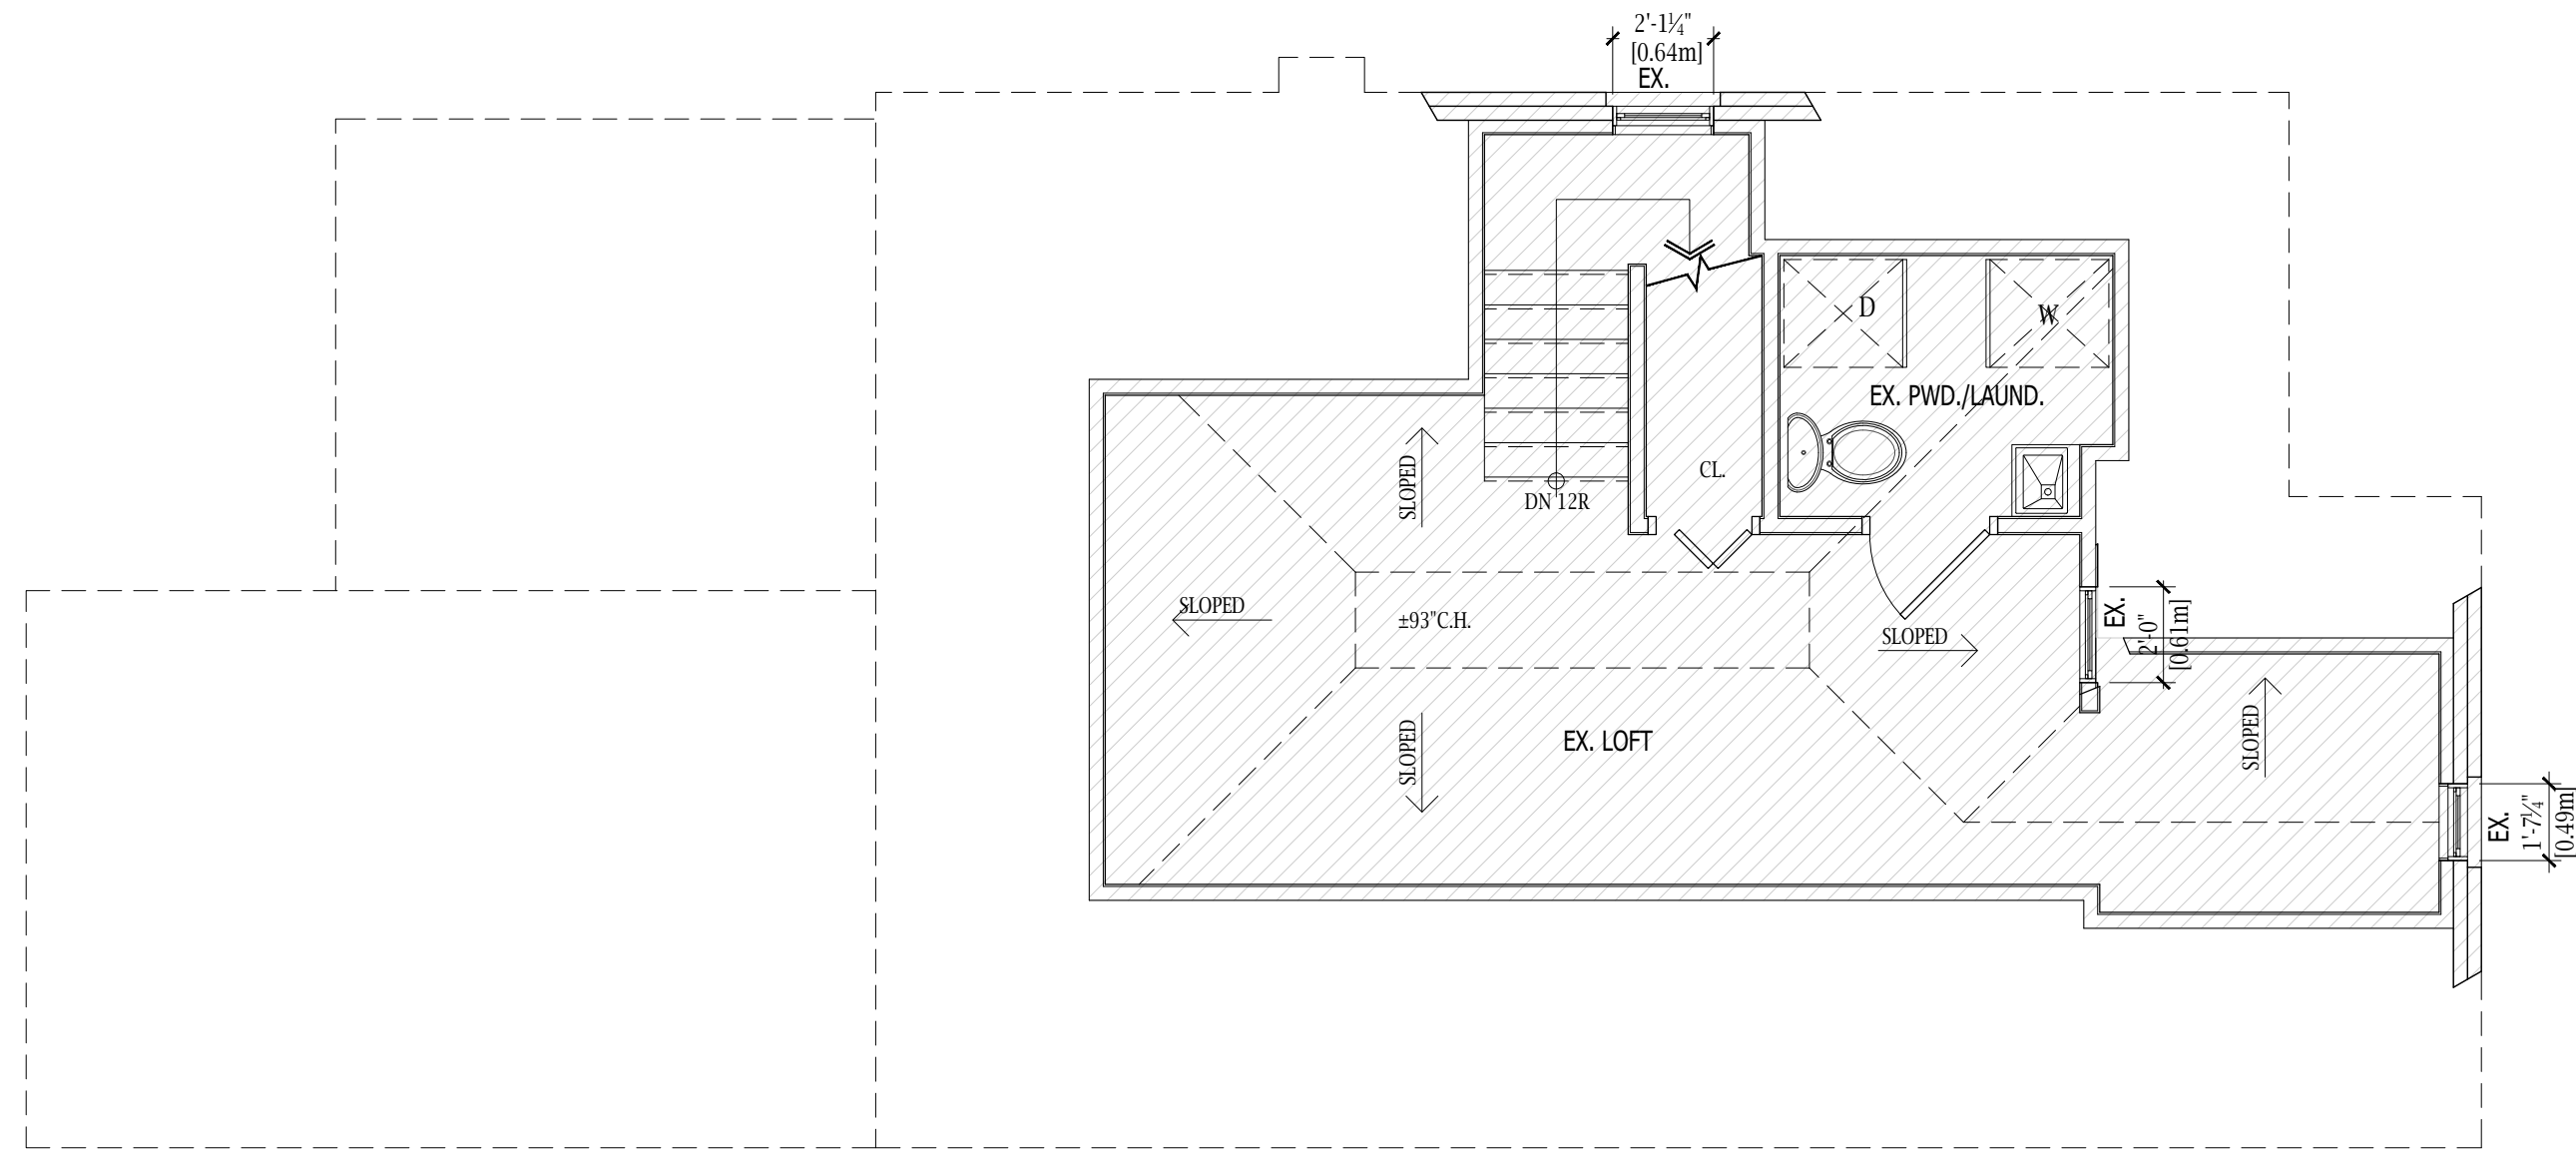 2'-1¼"
[0.64m]
EX.
D
W
EX. PWD./LAUND.
CL.
SLOPED
DN 12R
SLOPED
±93"C.H.
SLOPED
EX.
2'-0"
[0.61m]
SLOPED
EX. LOFT
SLOPED
EX.
1'-7¼"
[0.49m]